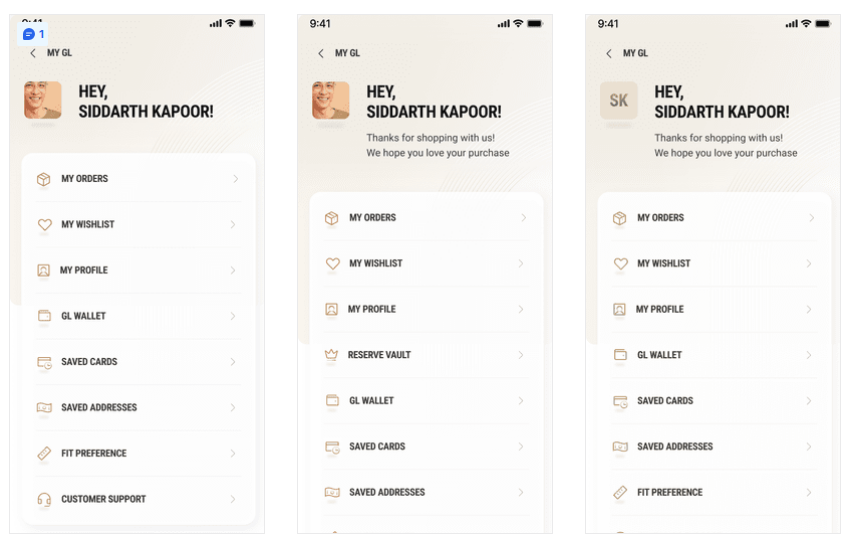 9:41
1
MY GL
HEY,
SIDDARTH KAPOOR!
MY ORDERS
MY WISHLIST
MY PROFILE
GL WALLET
SAVED CARDS
SAVED ADDRESSES
FIT PREFERENCE
CUSTOMER SUPPORT
9:41
MY GL
HEY,
SIDDARTH KAPOOR!
Thanks for shopping with us!
We hope you love your purchase
MY ORDERS
MY WISHLIST
MY PROFILE
RESERVE VAULT
GL WALLET
SAVED CARDS
SAVED ADDRESSES
9:41
MY GL
SK
HEY,
SIDDARTH KAPOOR!
Thanks for shopping with us!
We hope you love your purchase
MY ORDERS
MY WISHLIST
MY PROFILE
GL WALLET
SAVED CARDS
SAVED ADDRESSES
FIT PREFERENCE